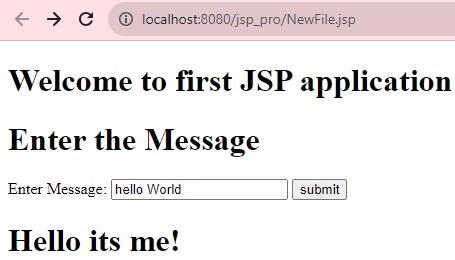 localhost:8080/jsp_pro/NewFile.jsp
Welcome to first JSP application
Enter the Message
Enter Message: hello World submit
Hello its me!